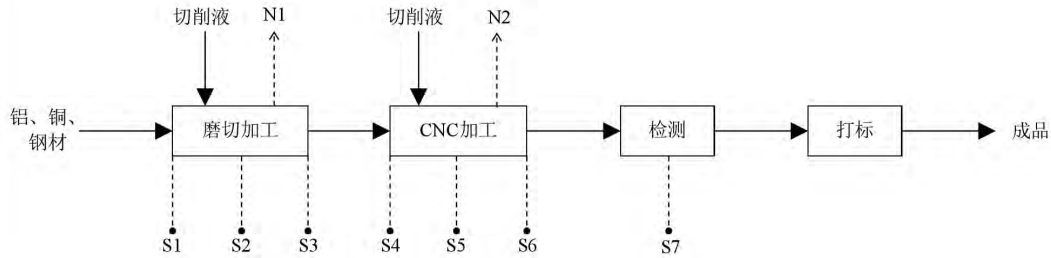 切削液
N1
切削液
N2
铝、铜、
钢材
磨切加工
CNC加工
检测
打标
成品
S1
S2
S3
S4
S5
S6
S7